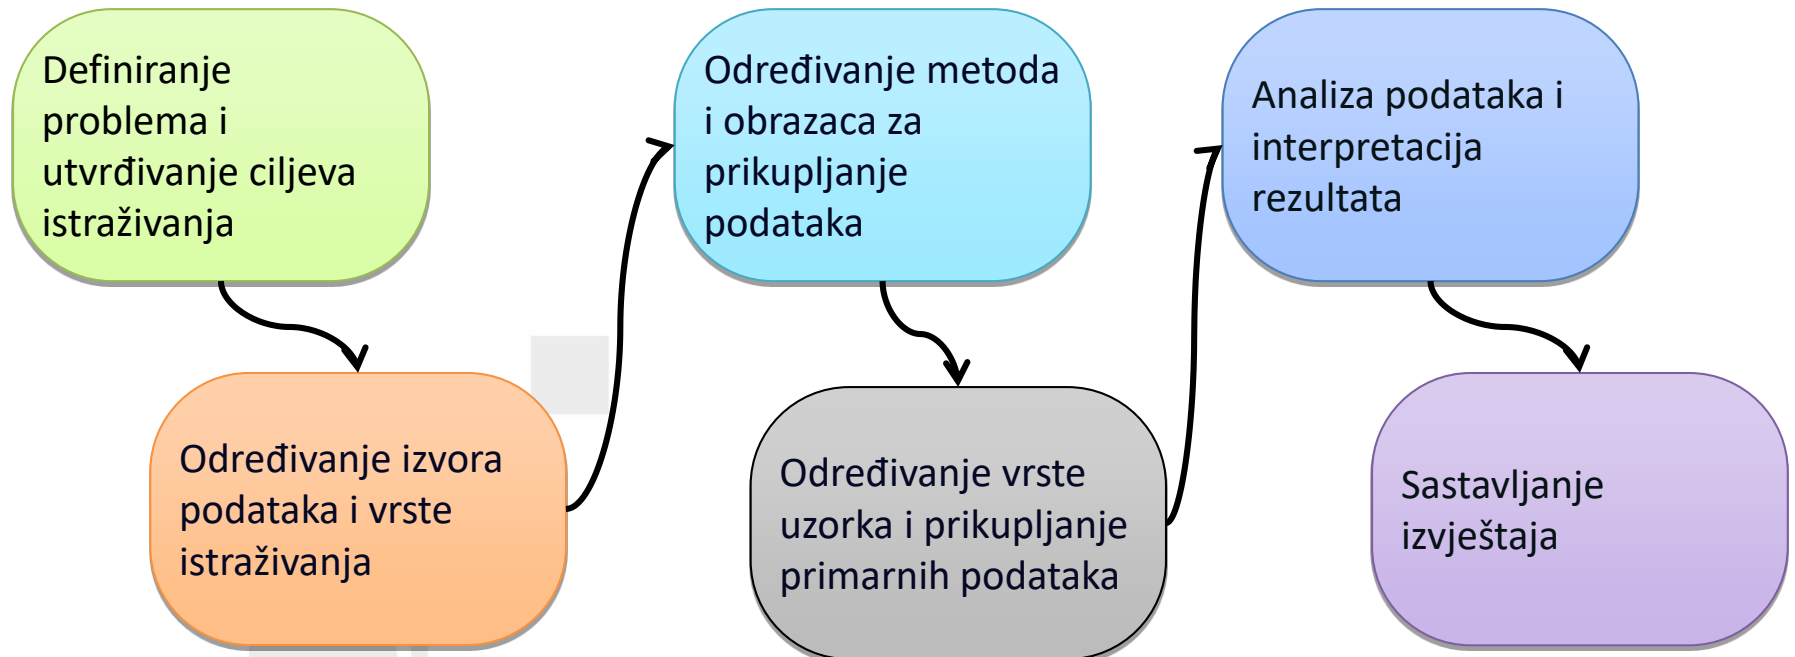 Definiranje
problema i
utvrđivanje ciljeva
istraživanja
Određivanje izvora
podataka i vrste
istraživanja
Određivanje metoda
i obrazaca za
prikupljanje
podataka
Određivanje vrste
uzorka i prikupljanje
primarnih podataka
Analiza podataka i
interpretacija
rezultata
Sastavljanje
izvještaja